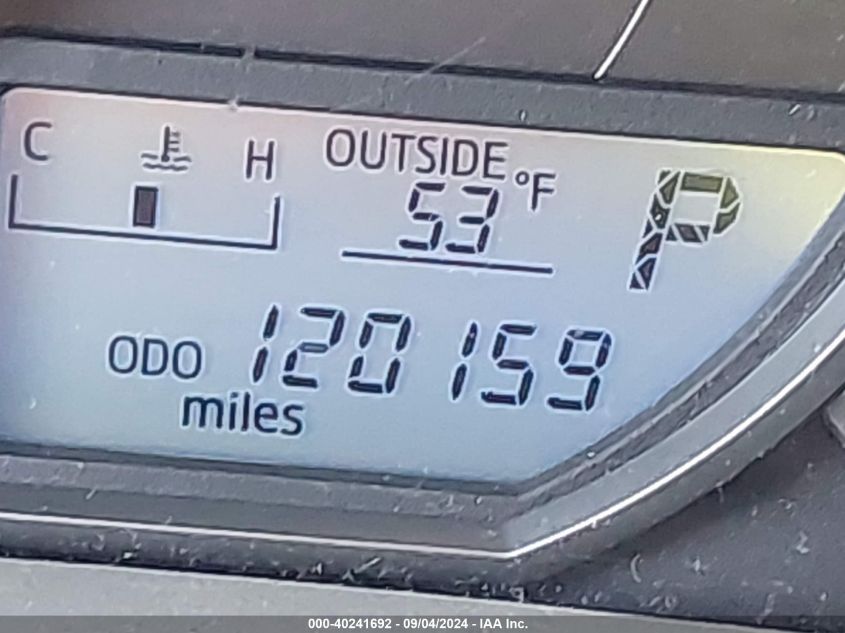 C H OUTSIDE
53 °F
P
ODO 120159
miles
000-40241692 - 09/04/2024 - IAA Inc.